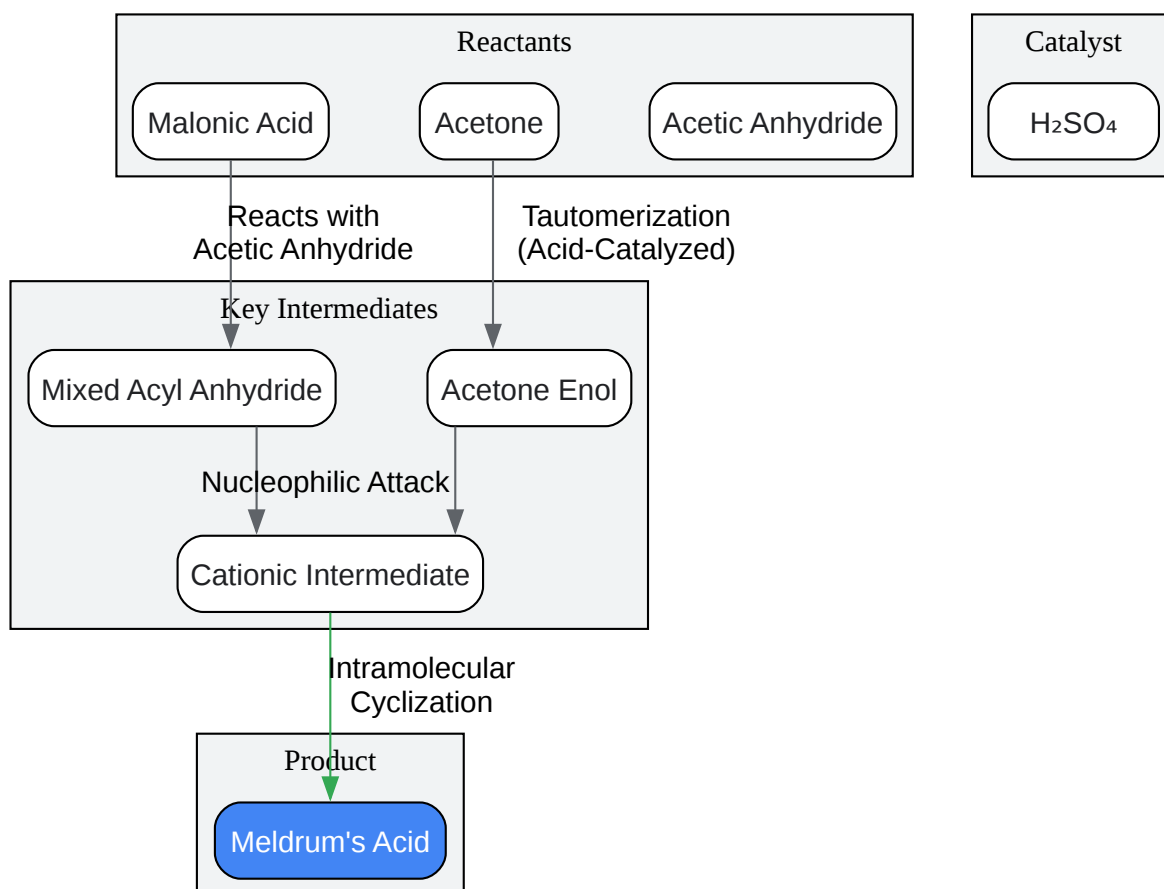 Reactants
Catalyst
Malonic Acid
Acetone
Acetic Anhydride
H₂SO₄
Reacts with
Acetic Anhydride
Tautomerization
(Acid-Catalyzed)
Key Intermediates
Mixed Acyl Anhydride
Acetone Enol
Nucleophilic Attack
Cationic Intermediate
Intramolecular
Cyclization
Product
Meldrum's Acid